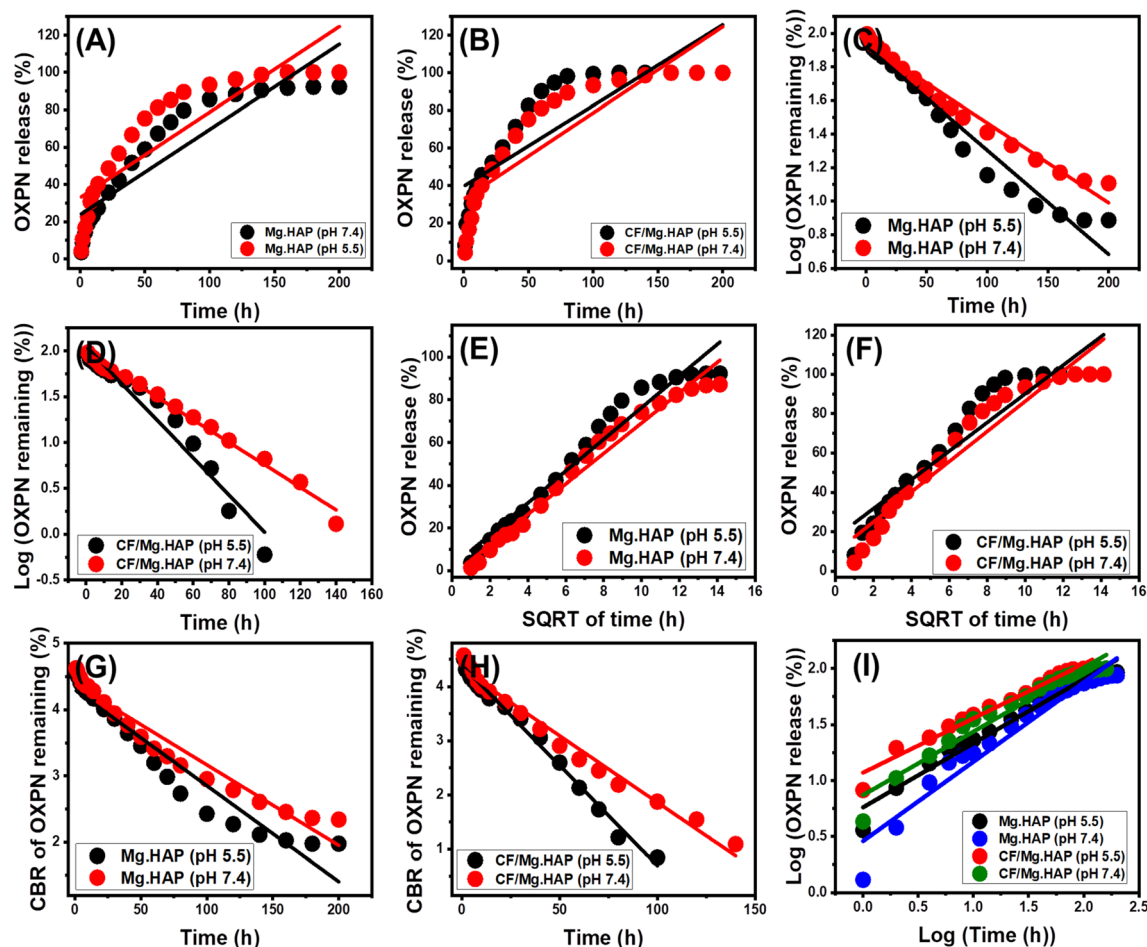 (A)
OXPN release (%)
120
100
80
60
40
20
0
0
50
100
150
200
Time (h)
Mg.HAP (pH 7.4)
Mg.HAP (pH 5.5)
(B)
OXPN release (%)
120
100
80
60
40
20
0
0
50
100
150
200
Time (h)
CF/Mg.HAP (pH 5.5)
CF/Mg.HAP (pH 7.4)
(C)
Log (OXPN remaining (%))
2.0
1.8
1.6
1.4
1.2
1.0
0.8
0.6
0
50
100
150
200
Time (h)
Mg.HAP (pH 5.5)
Mg.HAP (pH 7.4)
(D)
Log (OXPN remaining (%))
2.0
1.5
1.0
0.5
0.0
-0.5
0
20
40
60
80
100
120
140
160
Time (h)
CF/Mg.HAP (pH 5.5)
CF/Mg.HAP (pH 7.4)
(E)
OXPN release (%)
100
80
60
40
20
0
0
2
4
6
8
10
12
14
16
SQRT of time (h)
Mg.HAP (pH 5.5)
Mg.HAP (pH 7.4)
(F)
OXPN release (%)
120
100
80
60
40
20
0
0
2
4
6
8
10
12
14
16
SQRT of time (h)
CF/Mg.HAP (pH 5.5)
CF/Mg.HAP (pH 7.4)
(G)
CBR of OXPN remaining (%)
5
4
3
2
0
50
100
150
200
Time (h)
Mg.HAP (pH 5.5)
Mg.HAP (pH 7.4)
(H)
CBR of OXPN remaining (%)
5
4
3
2
1
0
0
50
100
150
Time (h)
CF/Mg.HAP (pH 5.5)
CF/Mg.HAP (pH 7.4)
(I)
Log (OXPN release (%))
2.0
1.5
1.0
0.5
0.0
0.0
0.5
1.0
1.5
2.0
2.5
Log (Time (h))
Mg.HAP (pH 5.5)
Mg.HAP (pH 7.4)
CF/Mg.HAP (pH 5.5)
CF/Mg.HAP (pH 7.4)